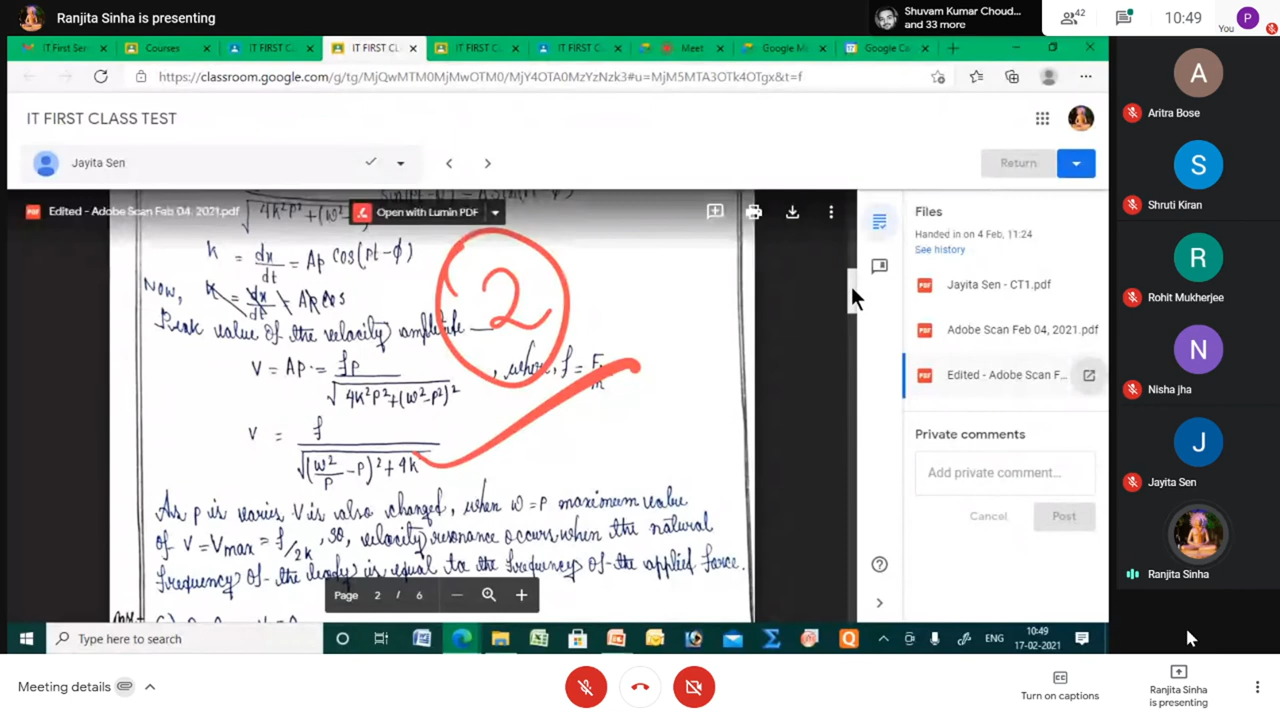 Ranjita Sinha is presenting
Shuvam Kumar Choud...
and 33 more
42
10:49
You
P
IT First Se
Courses
IT FIRST C
IT FIRST CL
IT FIRST C
IT FIRST C
Meet
Google M
Google Ca
https://classroom.google.com/g/tg/MjQwMTM0MjMwOTM0/MjY4OTA0MzYzNzk3#u=MjM5MTA3OTk4OTgx&t=f
IT FIRST CLASS TEST
Jayita Sen
Return
Edited - Adobe Scan Feb 04, 2021.pdf
Open with Lumin PDF
√4K²P²+(ω²
K = dx/dt = Ap cos(pt-φ)
Now,
Peak value of the velocity amplitude
2
V = AP = fp/√4K²P²+(ω²-P²)² , where, f = F/m
V = f/√(ω²/P -P)²+4K
As p is varies V is also changed, when ω=P maximum value
of V=Vmax = f/2K, so, velocity resonance occurs when the natural
frequency of the body is equal to the frequency of the applied force.
Page 2 / 6
Files
Handed in on 4 Feb, 11:24
See history
Jayita Sen - CT1.pdf
Adobe Scan Feb 04, 2021.pdf
Edited - Adobe Scan F...
Private comments
Add private comment...
Cancel
Post
A
Aritra Bose
S
Shruti Kiran
R
Rohit Mukherjee
N
Nisha jha
J
Jayita Sen
Ranjita Sinha
Type here to search
ENG
10:49
17-02-2021
Meeting details
Turn on captions
Ranjita Sinha
is presenting